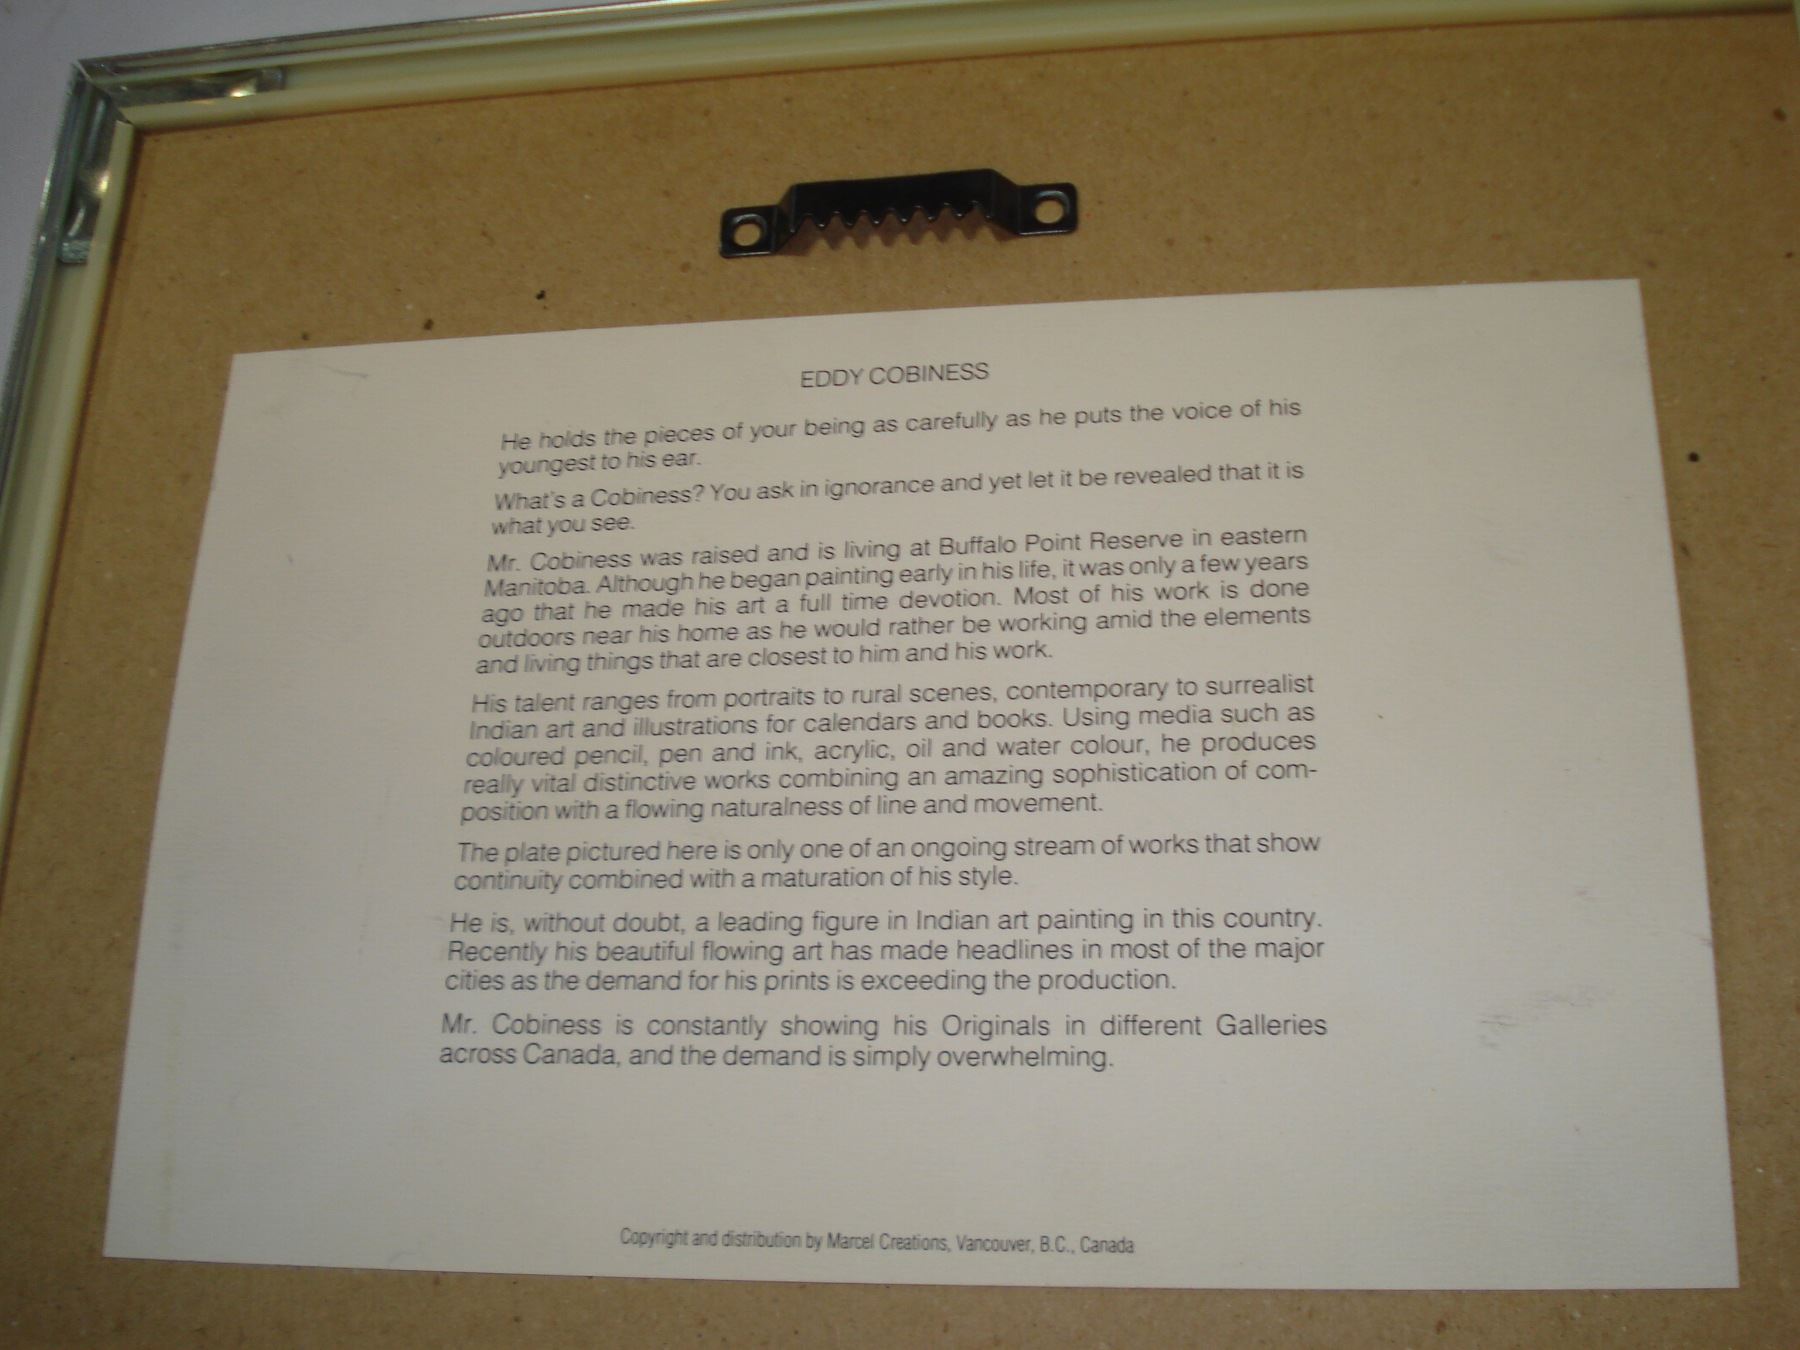 EDDY COBINESS
He holds the pieces of your being as carefully as he puts the voice of his
youngest to his ear.
What's a Cobiness? You ask in ignorance and yet let it be revealed that it is
what you see.
Mr. Cobiness was raised and is living at Buffalo Point Reserve in eastern
Manitoba. Although he began painting early in his life, it was only a few years
ago that he made his art a full time devotion. Most of his work is done
outdoors near his home as he would rather be working amid the elements
and living things that are closest to him and his work.
His talent ranges from portraits to rural scenes, contemporary to surrealist
Indian art and illustrations for calendars and books. Using media such as
coloured pencil, pen and ink, acrylic, oil and water colour, he produces
really vital distinctive works combining an amazing sophistication of com-
position with a flowing naturalness of line and movement.
The plate pictured here is only one of an ongoing stream of works that show
continuity combined with a maturation of his style.
He is, without doubt, a leading figure in Indian art painting in this country.
Recently his beautiful flowing art has made headlines in most of the major
cities as the demand for his prints is exceeding the production.
Mr. Cobiness is constantly showing his Originals in different Galleries
across Canada, and the demand is simply overwhelming.
Copyright and distribution by Marcel Creations, Vancouver, B.C., Canada